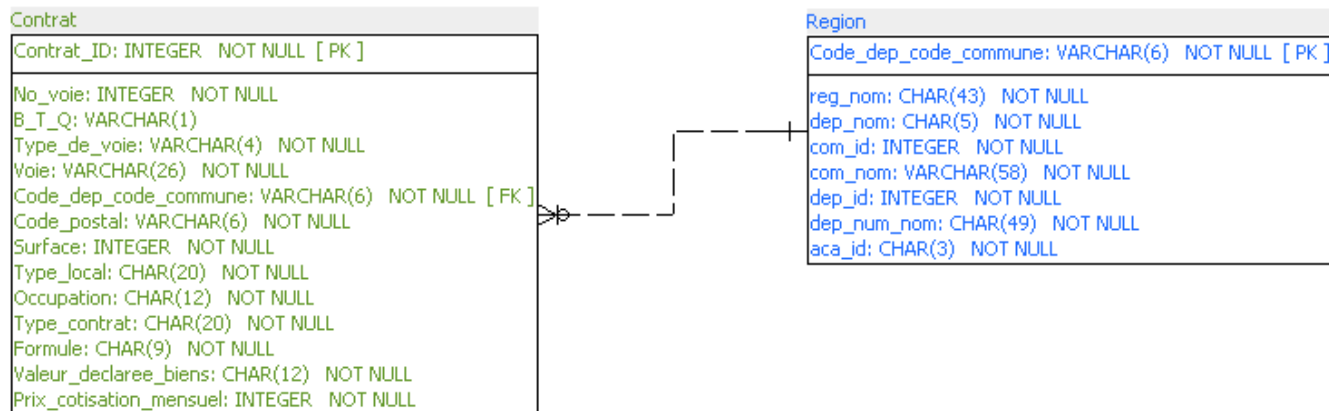 Contrat
Contrat_ID: INTEGER NOT NULL [ PK ]
No_voie: INTEGER NOT NULL
B_T_Q: VARCHAR(1)
Type_de_voie: VARCHAR(4) NOT NULL
Voie: VARCHAR(26) NOT NULL
Code_dep_code_commune: VARCHAR(6) NOT NULL [ FK ]
Code_postal: VARCHAR(6) NOT NULL
Surface: INTEGER NOT NULL
Type_local: CHAR(20) NOT NULL
Occupation: CHAR(12) NOT NULL
Type_contrat: CHAR(20) NOT NULL
Formule: CHAR(9) NOT NULL
Valeur_declaree_biens: CHAR(12) NOT NULL
Prix_cotisation_mensuel: INTEGER NOT NULL
Region
Code_dep_code_commune: VARCHAR(6) NOT NULL [ PK ]
reg_nom: CHAR(43) NOT NULL
dep_nom: CHAR(5) NOT NULL
com_id: INTEGER NOT NULL
com_nom: VARCHAR(58) NOT NULL
dep_id: INTEGER NOT NULL
dep_num_nom: CHAR(49) NOT NULL
aca_id: CHAR(3) NOT NULL